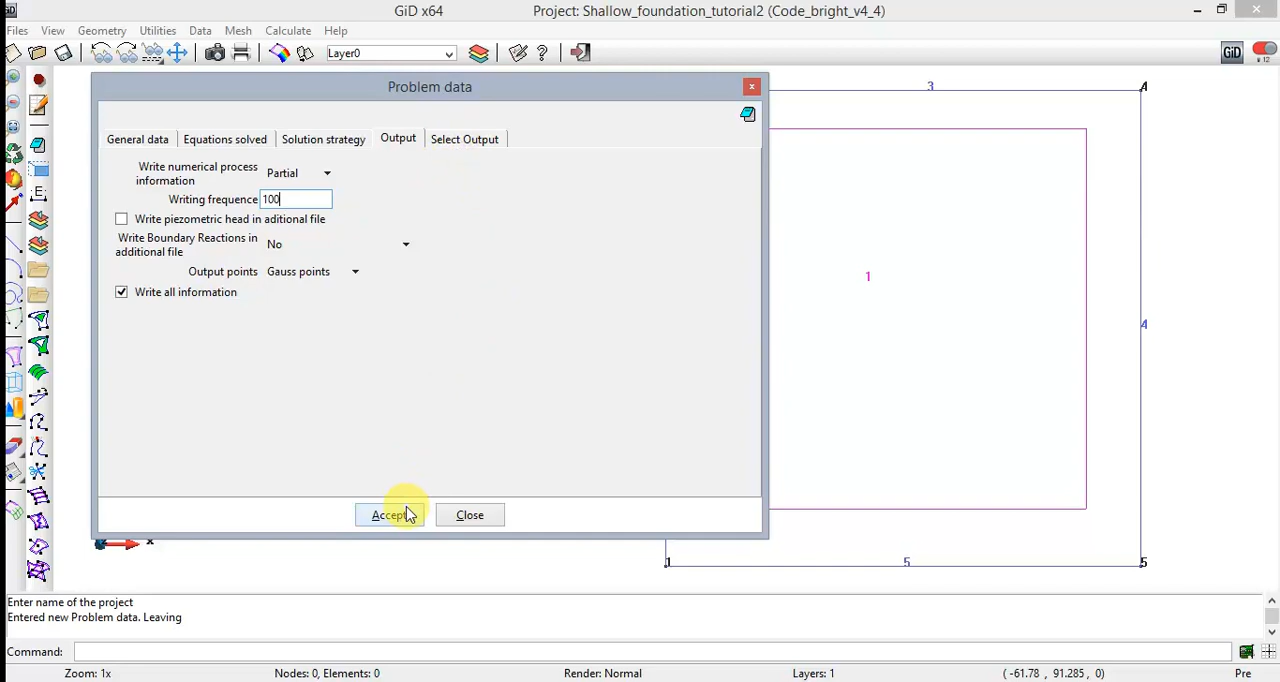 GiD x64
Project: Shallow_foundation_tutorial2 (Code_bright_v4_4)
Files View Geometry Utilities Data Mesh Calculate Help
Layer0
GiD
12
Problem data
x
General data Equations solved Solution strategy Output Select Output
Write numerical process
information
Partial
Writing frequence 100
Write piezometric head in aditional file
Write Boundary Reactions in
additional file
No
Output points Gauss points
Write all information
Accept Close
3
4
1
4
1
5
5
x
Enter name of the project
Entered new Problem data. Leaving
Command:
Zoom: 1x Nodes: 0, Elements: 0 Render: Normal Layers: 1 (-61.78 , 91.285, 0) Pre